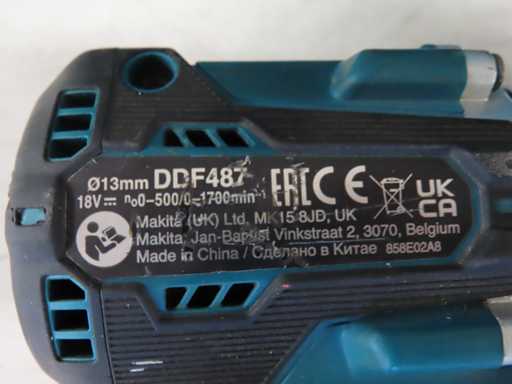 Ø13mm DDF487
18V⎓ n₀0-500/0-1700min⁻¹
EAC CE UK CA
Makita (UK) Ltd. MK15 8JD, UK
Makita, Jan-Baptist Vinkstraat 2, 3070, Belgium
Made in China / Сделано в Китае 858E02A8